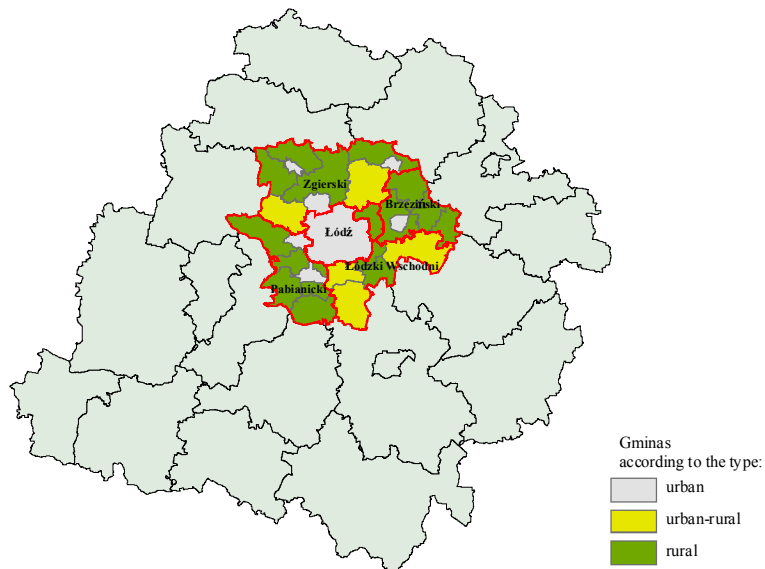 Zgierski
Brzeziński
Łódź
Łódzki Wschodni
Pabianicki
Gminas
according to the type:
urban
urban-rural
rural